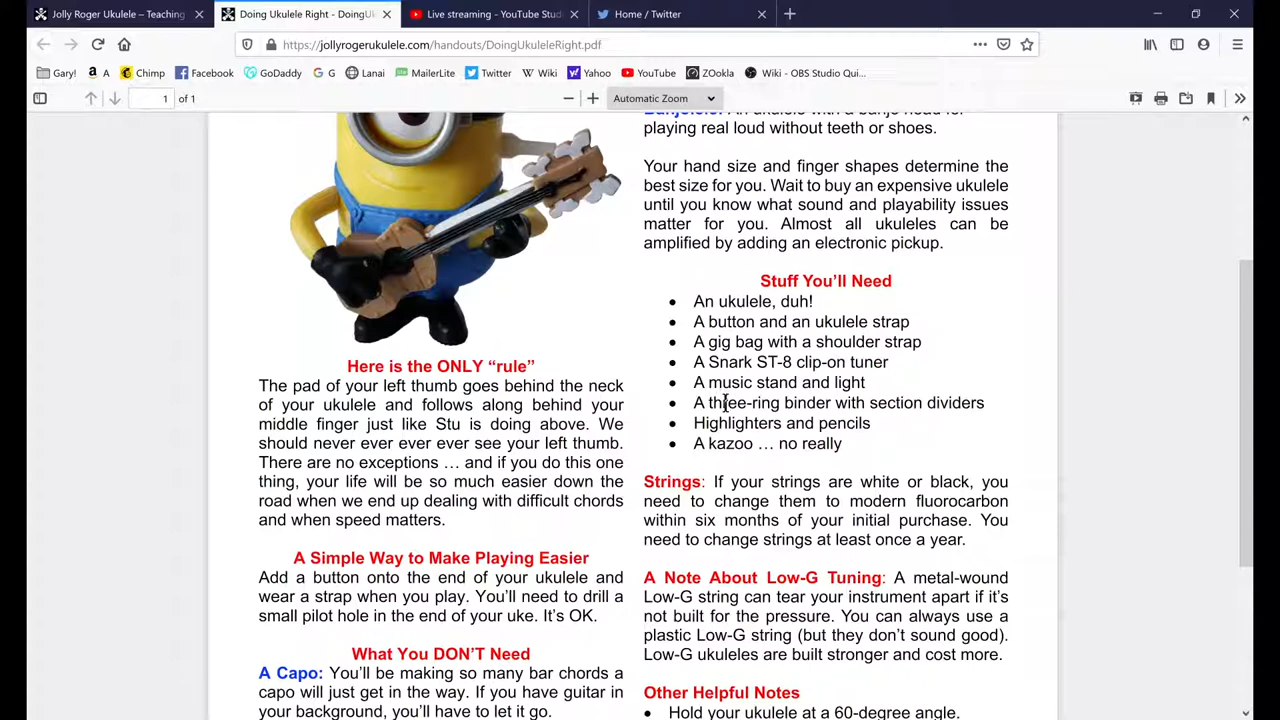 Jolly Roger Ukulele – Teaching
Doing Ukulele Right - DoingUk
Live streaming - YouTube Stud
Home / Twitter
https://jollyrogerukulele.com/handouts/DoingUkuleleRight.pdf
Gary!
A
Chimp
Facebook
GoDaddy
G
Lanai
MailerLite
Twitter
Wiki
Yahoo
YouTube
ZOokla
Wiki - OBS Studio Qui...
1 of 1
Automatic Zoom
Here is the ONLY “rule”
The pad of your left thumb goes behind the neck
of your ukulele and follows along behind your
middle finger just like Stu is doing above. We
should never ever ever ever see your left thumb.
There are no exceptions … and if you do this one
thing, your life will be so much easier down the
road when we end up dealing with difficult chords
and when speed matters.
A Simple Way to Make Playing Easier
Add a button onto the end of your ukulele and
wear a strap when you play. You’ll need to drill a
small pilot hole in the end of your uke. It’s OK.
What You DON’T Need
A Capo: You’ll be making so many bar chords a
capo will just get in the way. If you have guitar in
your background, you’ll have to let it go.
Banjolele: An ukulele with a banjo head for
playing real loud without teeth or shoes.
Your hand size and finger shapes determine the
best size for you. Wait to buy an expensive ukulele
until you know what sound and playability issues
matter for you. Almost all ukuleles can be
amplified by adding an electronic pickup.
Stuff You’ll Need
• An ukulele, duh!
• A button and an ukulele strap
• A gig bag with a shoulder strap
• A Snark ST-8 clip-on tuner
• A music stand and light
• A three-ring binder with section dividers
• Highlighters and pencils
• A kazoo … no really
Strings: If your strings are white or black, you
need to change them to modern fluorocarbon
within six months of your initial purchase. You
need to change strings at least once a year.
A Note About Low-G Tuning: A metal-wound
Low-G string can tear your instrument apart if it’s
not built for the pressure. You can always use a
plastic Low-G string (but they don’t sound good).
Low-G ukuleles are built stronger and cost more.
Other Helpful Notes
• Hold your ukulele at a 60-degree angle.